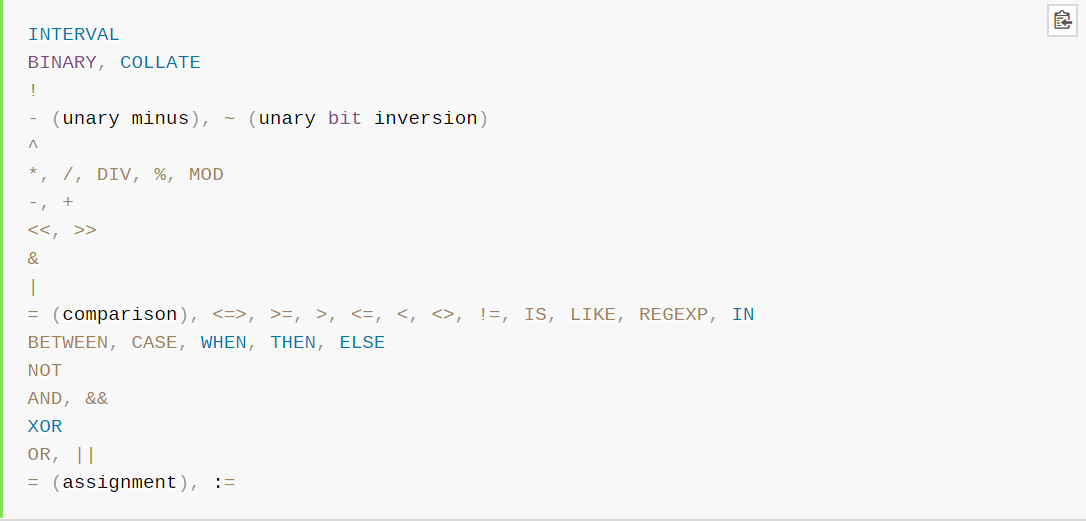 INTERVAL
BINARY, COLLATE
!
- (unary minus), ~ (unary bit inversion)
^
*, /, DIV, %, MOD
-, +
<<, >>
&
|
= (comparison), <=>, >=, >, <=, <, <>, !=, IS, LIKE, REGEXP, IN
BETWEEN, CASE, WHEN, THEN, ELSE
NOT
AND, &&
XOR
OR, ||
= (assignment), :=